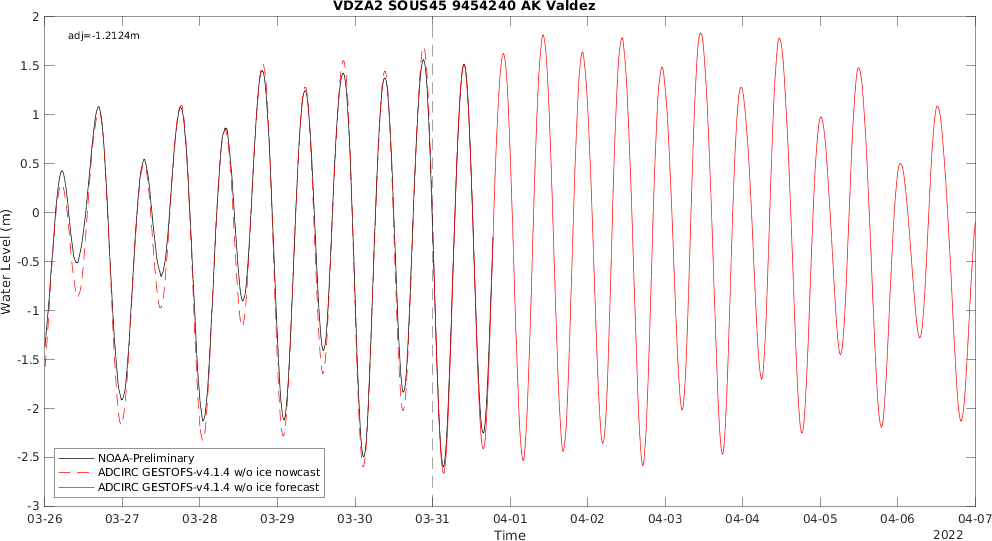 VDZA2 SOUS45 9454240 AK Valdez
adj=-1.2124m
2
1.5
1
0.5
0
-0.5
-1
-1.5
-2
-2.5
-3
Water Level (m)
NOAA-Preliminary
ADCIRC GESTOFS-v4.1.4 w/o ice nowcast
ADCIRC GESTOFS-v4.1.4 w/o ice forecast
03-26 03-27 03-28 03-29 03-30 03-31 04-01 04-02 04-03 04-04 04-05 04-06 04-07
Time
2022